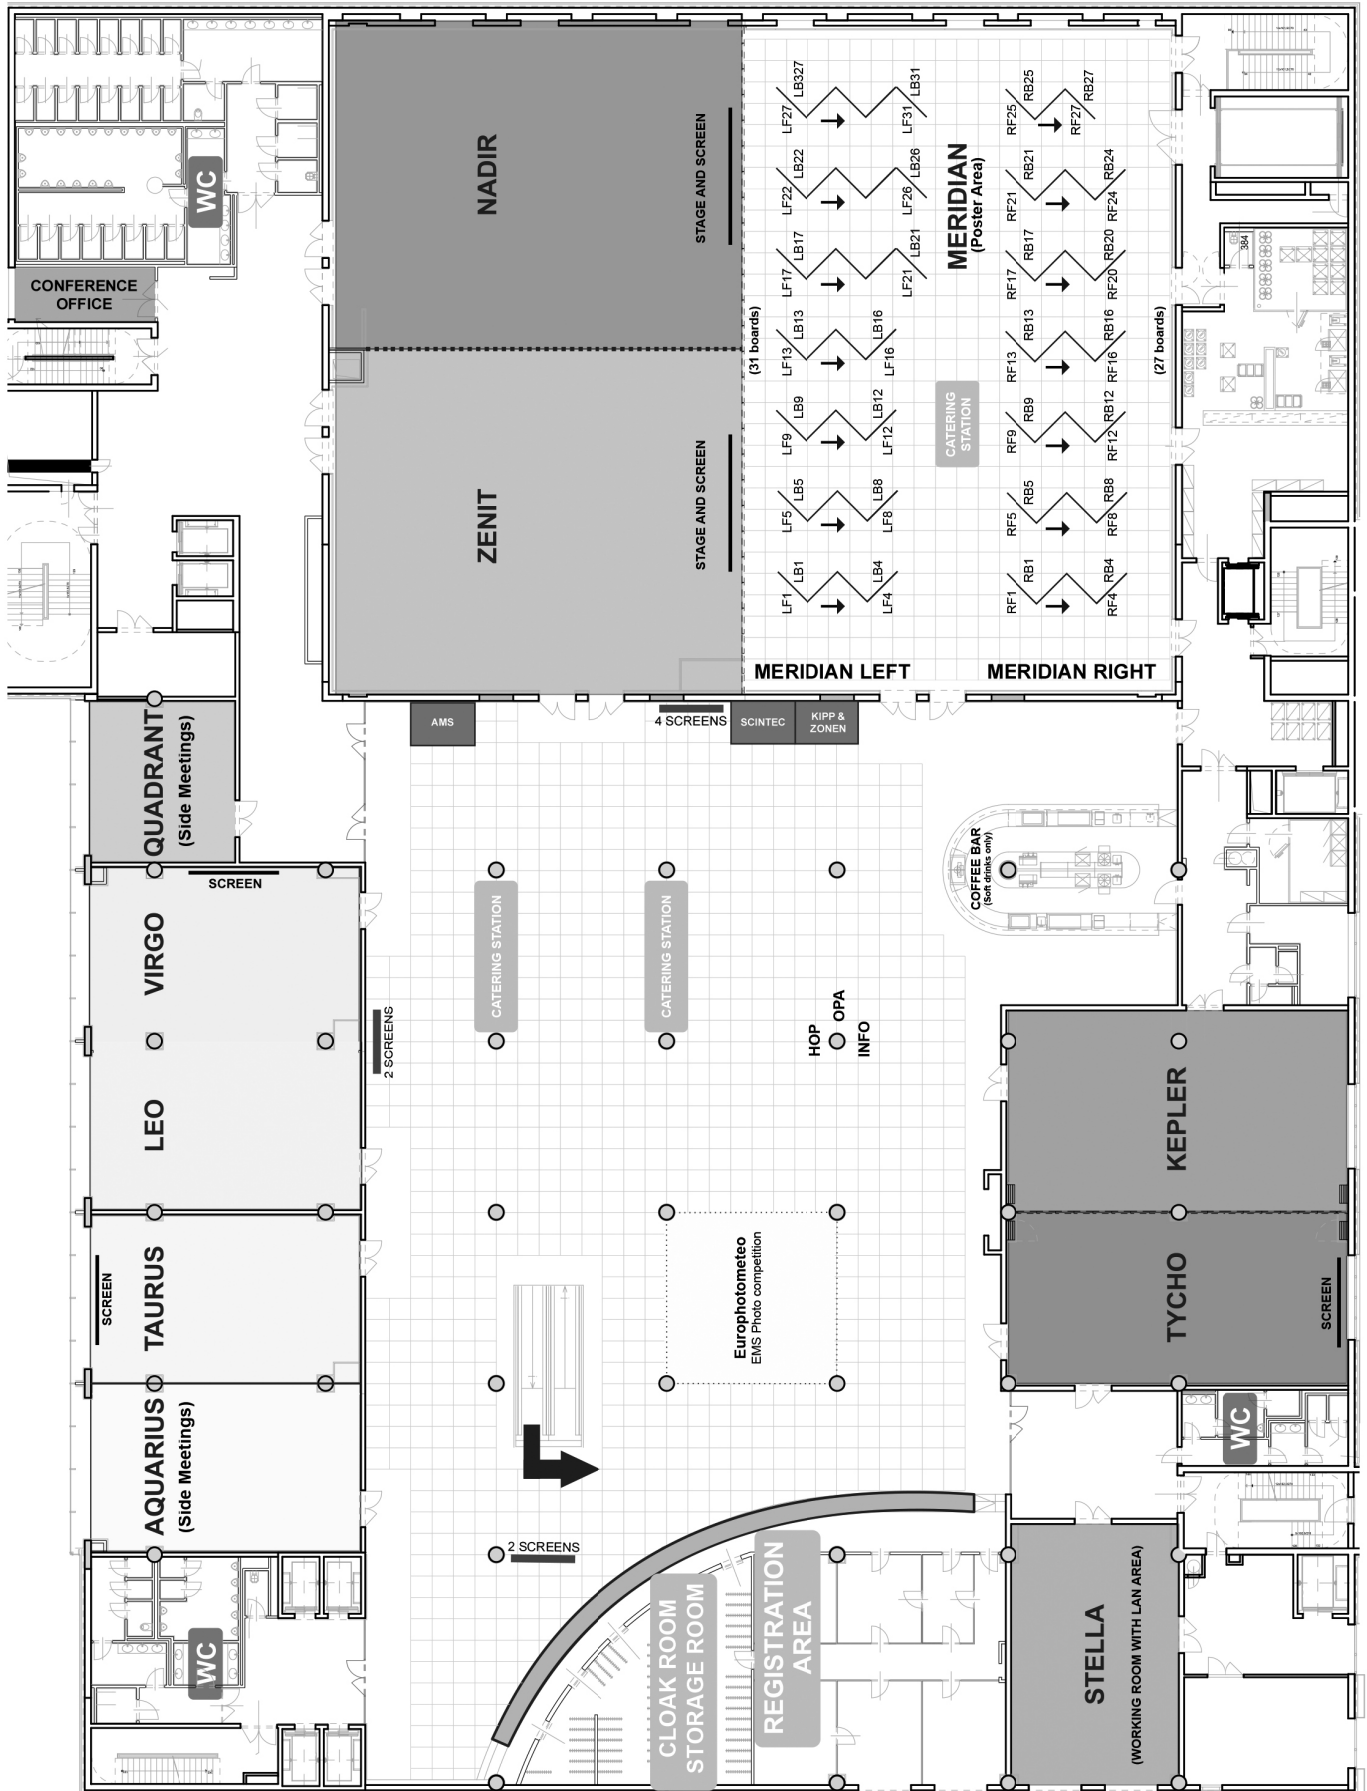 WC
CONFERENCE
OFFICE
NADIR
STAGE AND SCREEN
ZENIT
STAGE AND SCREEN
MERIDIAN
(Poster Area)
(31 boards)
(27 boards)
LF27
LB327
LF31
LB31
RF25
RB25
RF27
RB27
LF22
LB22
LF26
LB26
RF21
RB21
RF24
RB24
LF17
LB17
LF21
LB21
RF17
RB17
RF20
RB20
LF13
LB13
LF16
LB16
RF13
RB13
RF16
RB16
LF9
LB9
LF12
LB12
RF9
RB9
RF12
RB12
LF5
LB5
LF8
LB8
RF5
RB5
RF8
RB8
LF1
LB1
LF4
LB4
RF1
RB1
RF4
RB4
CATERING
STATION
384
MERIDIAN LEFT
MERIDIAN RIGHT
AMS
4 SCREENS
SCINTEC
KIPP &
ZONEN
QUADRANT
(Side Meetings)
SCREEN
VIRGO
LEO
2 SCREENS
CATERING STATION
CATERING STATION
COFFEE BAR
(Soft drinks only)
HOP
OPA
INFO
KEPLER
TYCHO
SCREEN
TAURUS
SCREEN
Europhotometeo
EMS Photo competition
AQUARIUS
(Side Meetings)
WC
2 SCREENS
CLOAK ROOM
STORAGE ROOM
REGISTRATION
AREA
STELLA
(WORKING ROOM WITH LAN AREA)
WC